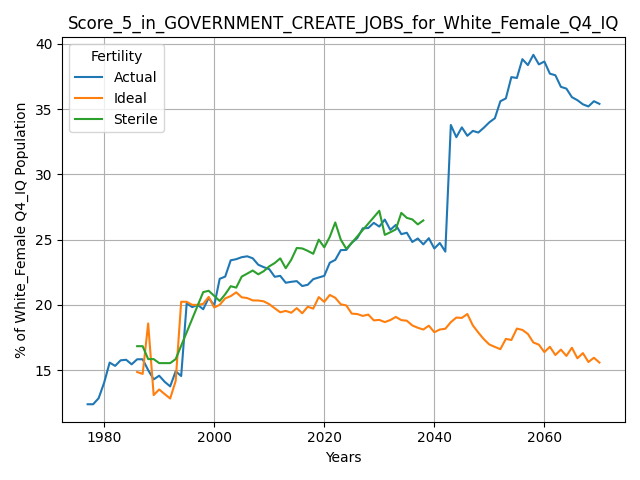 Score_5_in_GOVERNMENT_CREATE_JOBS_for_White_Female_Q4_IQ
Fertility
Actual
Ideal
Sterile
% of White_Female Q4_IQ Population
40
35
30
25
20
15
1980
2000
2020
2040
2060
Years